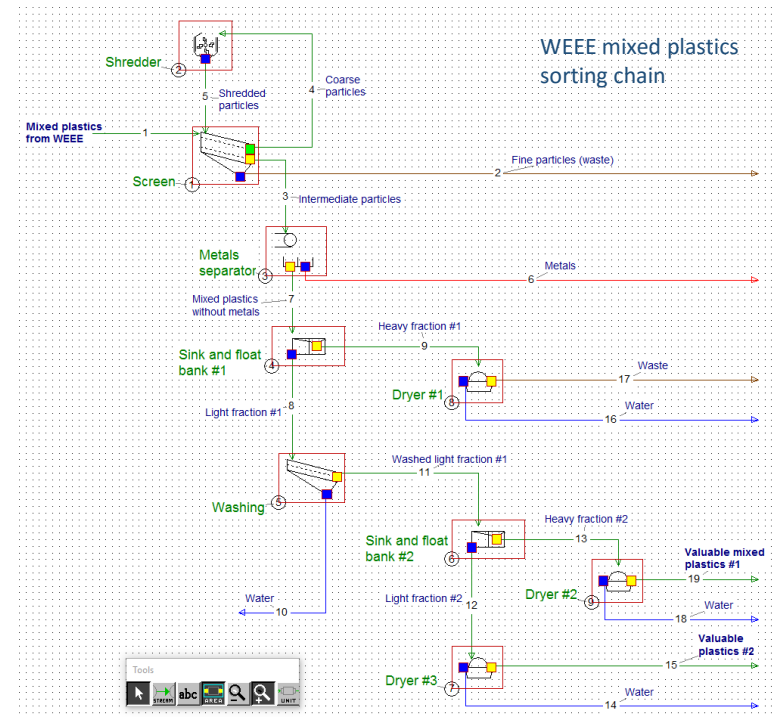 WEEE mixed plastics
sorting chain
Shredder
2
4
Coarse
particles
5
Shredded
particles
Mixed plastics
from WEEE
1
Fine particles (waste)
2
Screen
1
3
Intermediate particles
Metals
separator
3
Metals
6
Mixed plastics
without metals
7
Heavy fraction #1
9
Sink and float
bank #1
4
Waste
17
Dryer #1
8
Water
16
8
Light fraction #1
Washed light fraction #1
11
Washing
5
Heavy fraction #2
13
Sink and float
bank #2
6
Valuable mixed
plastics #1
19
Dryer #2
9
Water
18
Water
10
Light fraction #2
12
Valuable
plastics #2
15
Dryer #3
7
Water
14
Tools
STREAM
abc
AREA
UNIT